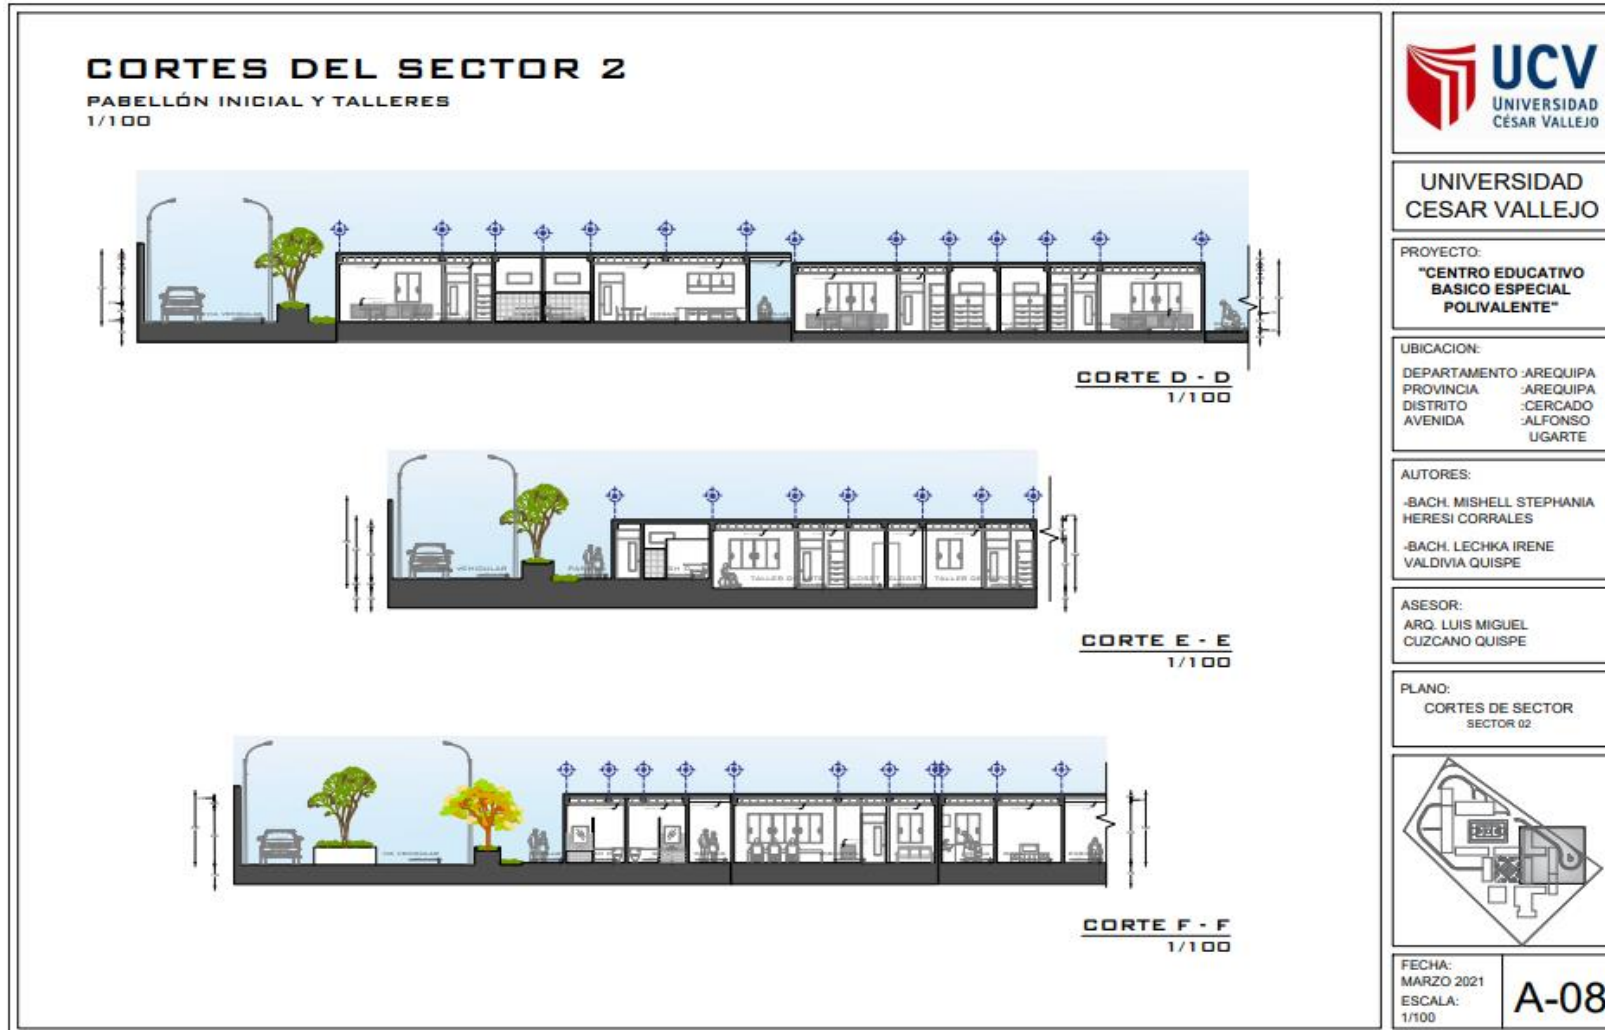 CORTES DEL SECTOR 2
PABELLÓN INICIAL Y TALLERES
1/100
CORTE D - D
1/100
VEHICULAR
CORTE E - E
1/100
CORTE F - F
1/100
UCV
UNIVERSIDAD
CÉSAR VALLEJO
UNIVERSIDAD
CESAR VALLEJO
PROYECTO:
"CENTRO EDUCATIVO
BASICO ESPECIAL
POLIVALENTE"
UBICACION:
DEPARTAMENTO :AREQUIPA
PROVINCIA :AREQUIPA
DISTRITO :CERCADO
AVENIDA :ALFONSO
UGARTE
AUTORES:
-BACH. MISHELL STEPHANIA
HERESI CORRALES
-BACH. LECHKA IRENE
VALDIVIA QUISPE
ASESOR:
ARQ. LUIS MIGUEL
CUZCANO QUISPE
PLANO:
CORTES DE SECTOR
SECTOR 02
FECHA:
MARZO 2021
ESCALA:
1/100
A-08